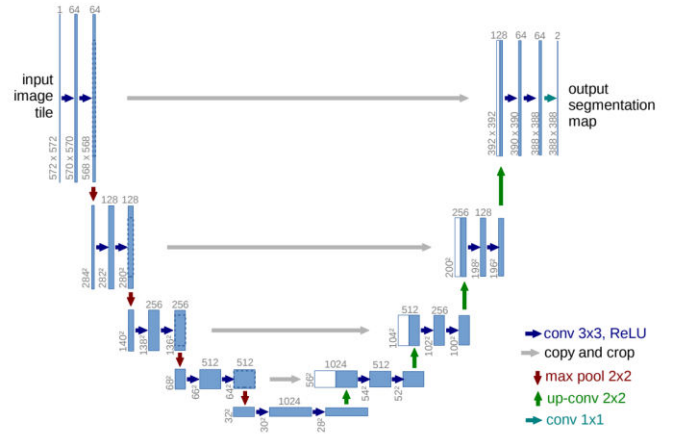 1 64 64
128 64 64 2
input
image
tile
output
segmentation
map
572 x 572
570 x 570
568 x 568
392 x 392
390 x 390
388 x 388
388 x 388
128 128
256 128
284²
282²
280²
200²
198²
196²
256 256
512 256
140²
138²
136²
104²
102²
100²
512 512
1024 512
68²
66²
64²
56²
54²
52²
1024
32²
30²
28²
conv 3x3, ReLU
copy and crop
max pool 2x2
up-conv 2x2
conv 1x1